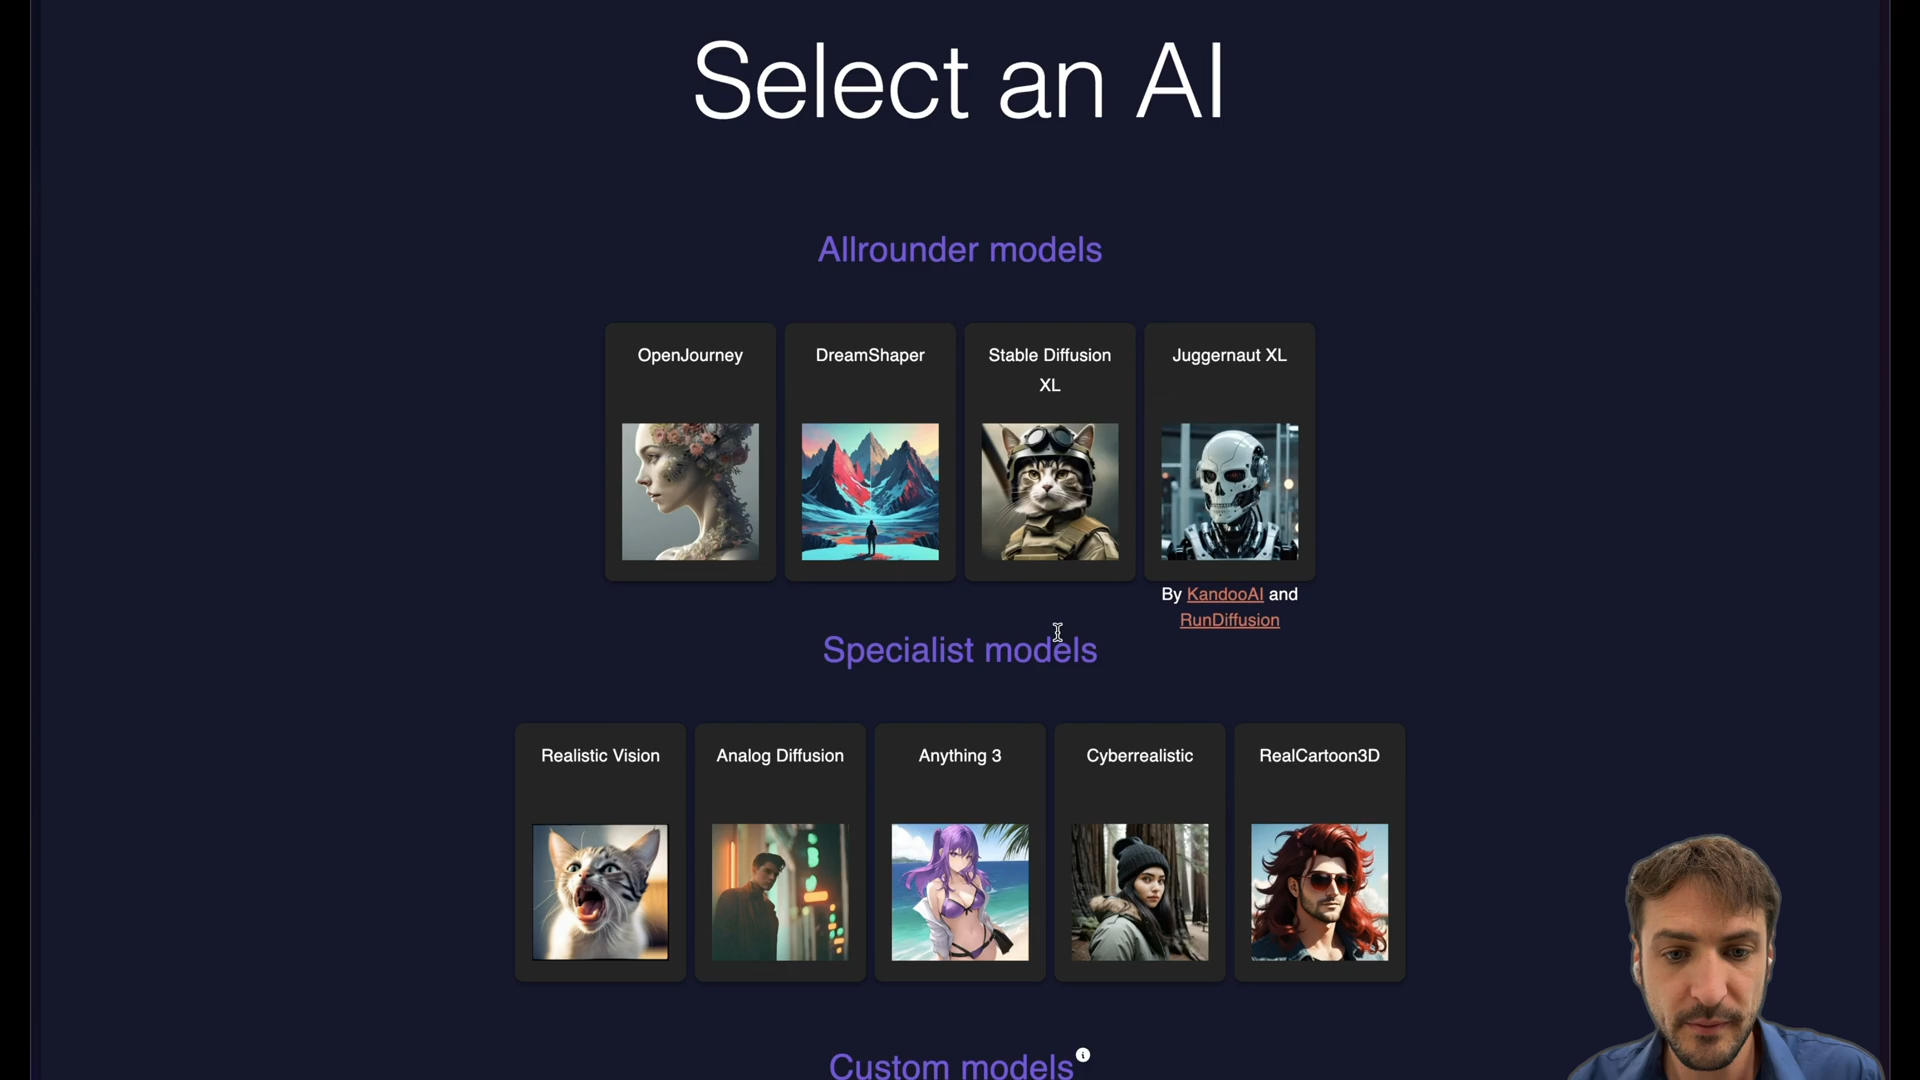 Select an AI
Allrounder models
OpenJourney
DreamShaper
Stable Diffusion
XL
Juggernaut XL
By KandooAI and
RunDiffusion
Specialist models
Realistic Vision
Analog Diffusion
Anything 3
Cyberrealistic
RealCartoon3D
Custom models